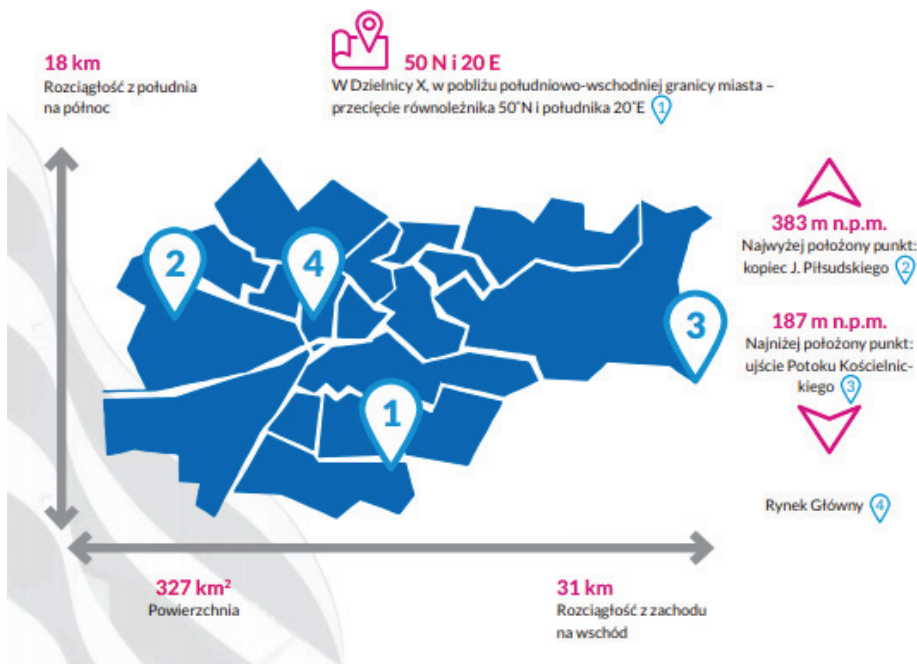 18 km
Rozciągłość z południa
na północ
50 N i 20 E
W Dzielnicy X, w pobliżu południowo-wschodniej granicy miasta –
przecięcie równoleżnika 50°N i południka 20°E 1
2
4
3
1
383 m n.p.m.
Najwyżej położony punkt:
kopiec J. Piłsudskiego 2
187 m n.p.m.
Najniżej położony punkt:
ujście Potoku Kościelnic-
kiego 3
Rynek Główny 4
327 km²
Powierzchnia
31 km
Rozciągłość z zachodu
na wschód